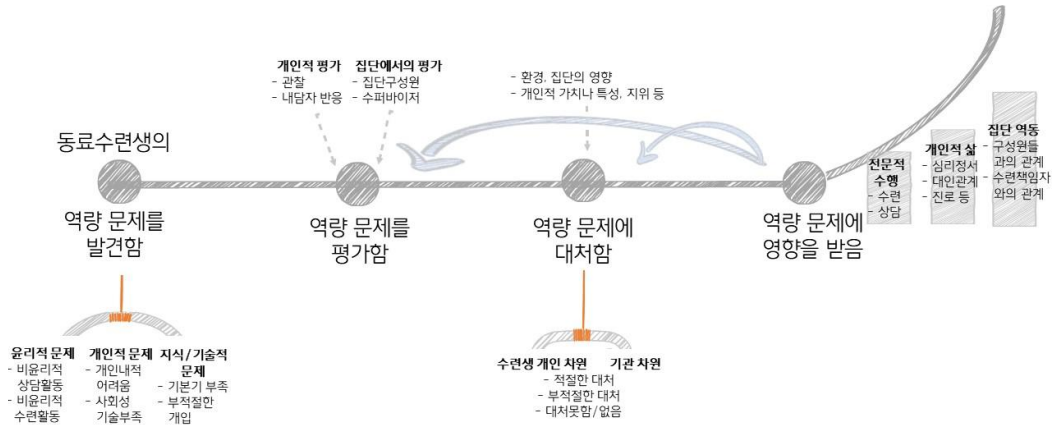 개인적 평가
- 관찰
- 내담자 반응
집단에서의 평가
- 집단구성원
- 수퍼바이저
- 환경, 집단의 영향
- 개인적 가치나 특성, 지위 등
동료수련생의
역량 문제를
발견함
역량 문제를
평가함
역량 문제에
대처함
역량 문제에
영향을 받음
전문적
수행
- 수련
- 상담
개인적 삶
- 심리정서
- 대인관계
- 진로 등
집단 역동
- 구성원들
과의 관계
- 수련책임자
와의 관계
윤리적 문제
- 비윤리적
상담활동
- 비윤리적
수련활동
개인적 문제
- 개인내적
어려움
- 사회성
기술부족
지식/기술적
문제
- 기본기 부족
- 부적절한
개입
수련생 개인 차원
기관 차원
- 적절한 대처
- 부적절한 대처
- 대처못함/없음